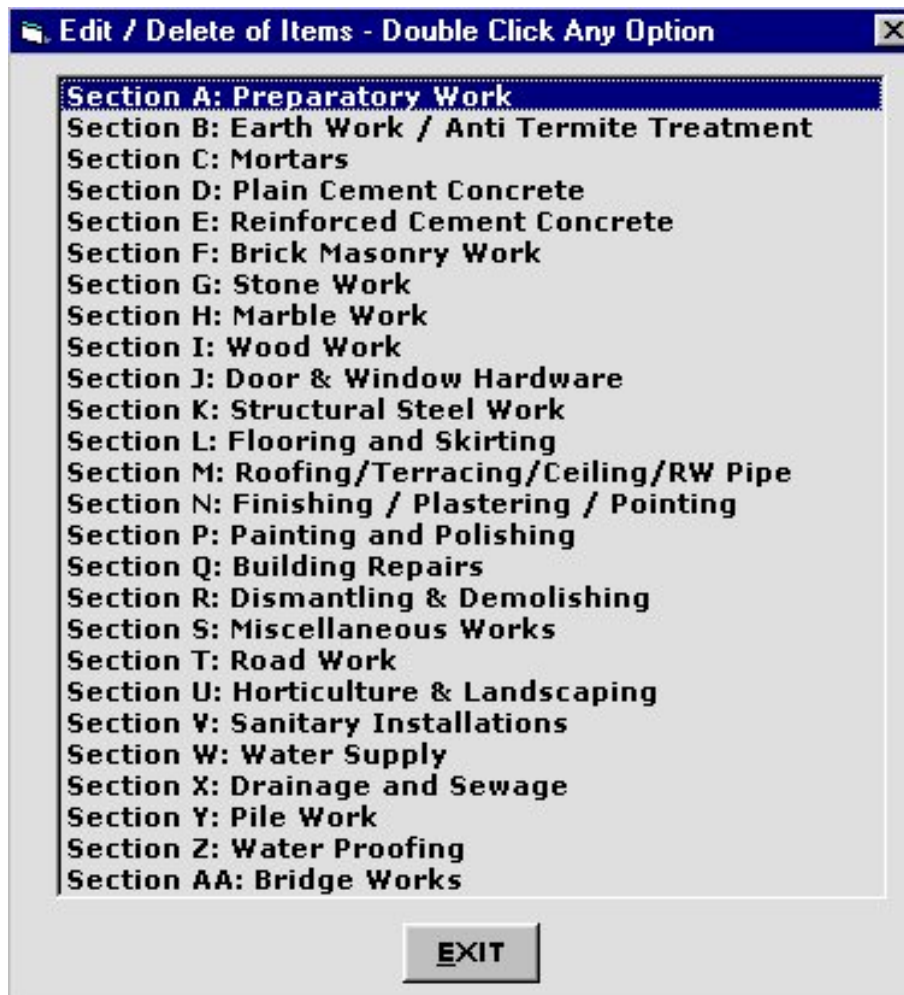 Edit / Delete of Items - Double Click Any Option
Section A: Preparatory Work
Section B: Earth Work / Anti Termite Treatment
Section C: Mortars
Section D: Plain Cement Concrete
Section E: Reinforced Cement Concrete
Section F: Brick Masonry Work
Section G: Stone Work
Section H: Marble Work
Section I: Wood Work
Section J: Door & Window Hardware
Section K: Structural Steel Work
Section L: Flooring and Skirting
Section M: Roofing/Terracing/Ceiling/RW Pipe
Section N: Finishing / Plastering / Pointing
Section P: Painting and Polishing
Section Q: Building Repairs
Section R: Dismantling & Demolishing
Section S: Miscellaneous Works
Section T: Road Work
Section U: Horticulture & Landscaping
Section V: Sanitary Installations
Section W: Water Supply
Section X: Drainage and Sewage
Section Y: Pile Work
Section Z: Water Proofing
Section AA: Bridge Works
EXIT